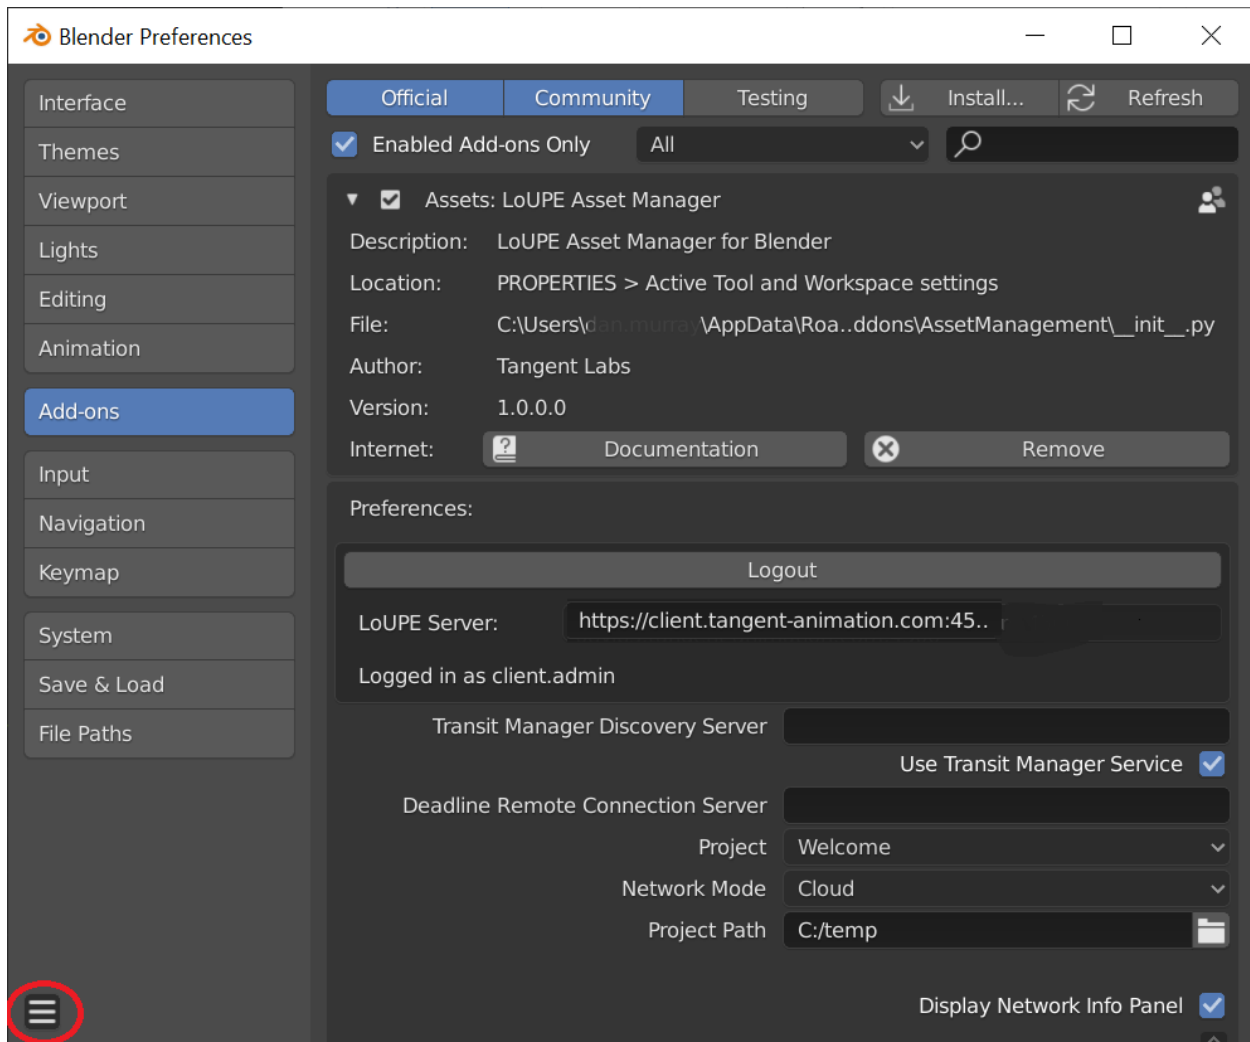 Blender Preferences
Interface
Themes
Viewport
Lights
Editing
Animation
Add-ons
Input
Navigation
Keymap
System
Save & Load
File Paths
Official Community Testing Install... Refresh
Enabled Add-ons Only All
Assets: LoUPE Asset Manager
Description: LoUPE Asset Manager for Blender
Location: PROPERTIES > Active Tool and Workspace settings
File: C:\Users\dan.murray\AppData\Roa..ddons\AssetManagement\__init__.py
Author: Tangent Labs
Version: 1.0.0.0
Internet: Documentation Remove
Preferences:
Logout
LoUPE Server: https://client.tangent-animation.com:45..
Logged in as client.admin
Transit Manager Discovery Server
Use Transit Manager Service
Deadline Remote Connection Server
Project Welcome
Network Mode Cloud
Project Path C:/temp
Display Network Info Panel